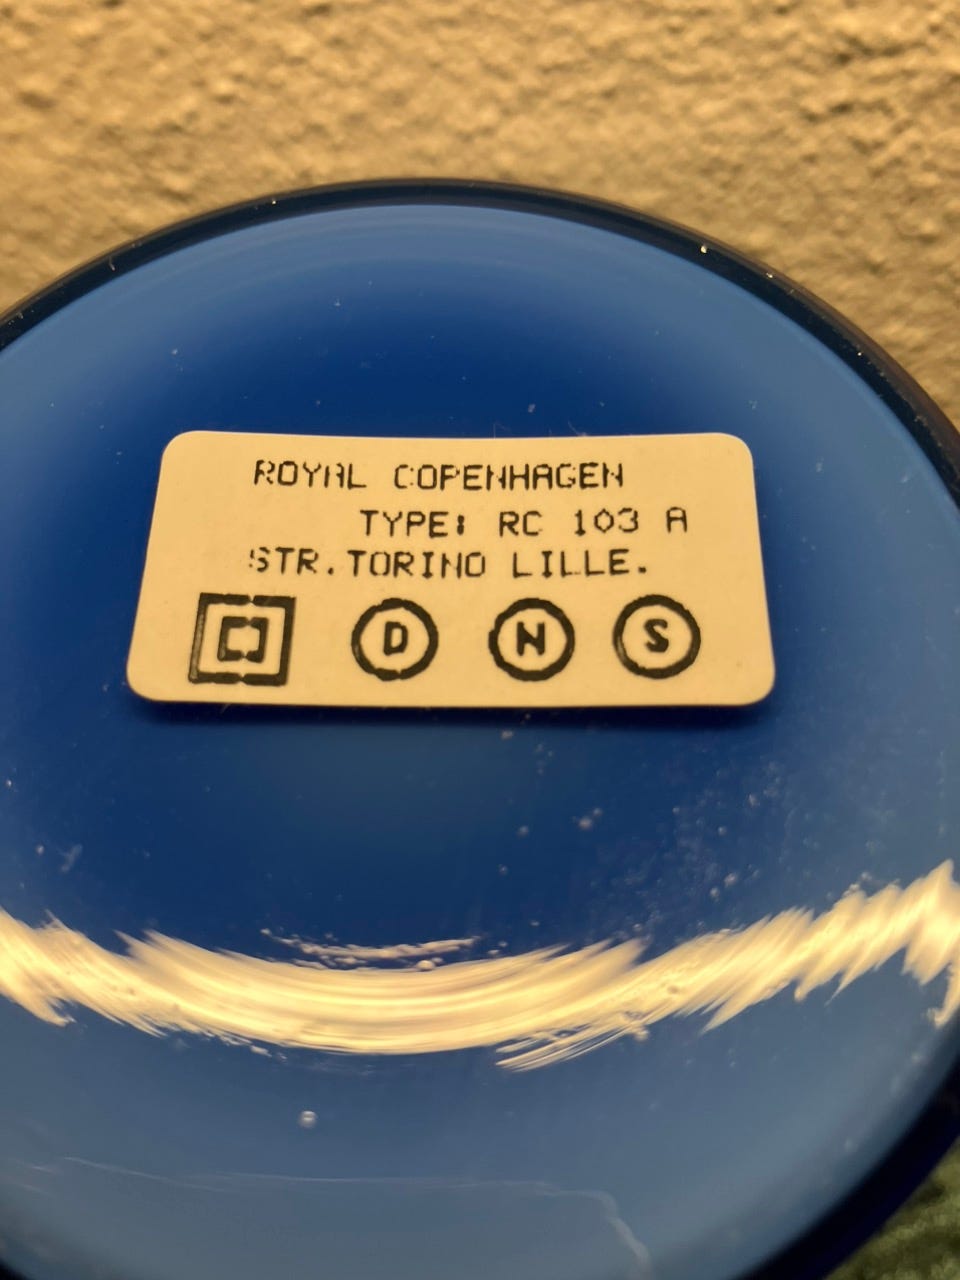 ROYAL COPENHAGEN
TYPE: RC 103 A
STR.TORINO LILLE.
D N S